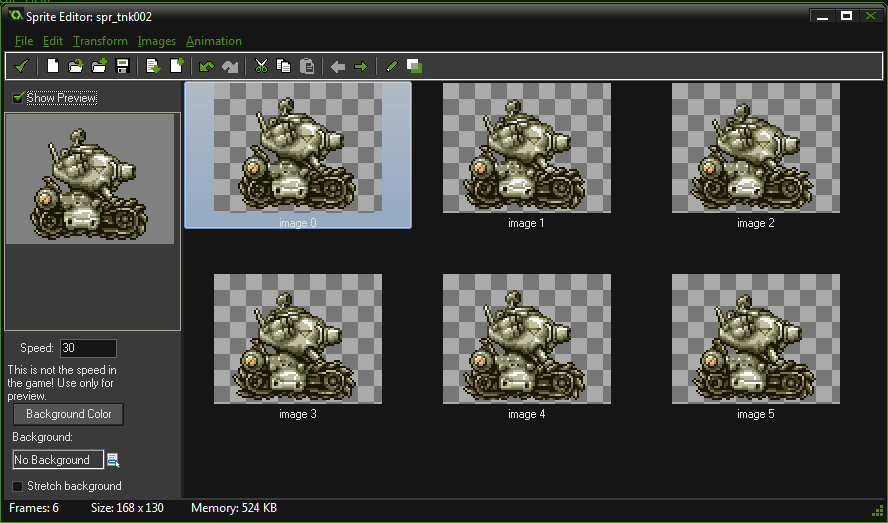 Sprite Editor: spr_tnk002
File Edit Transform Images Animation
Show Preview
image 0
image 1
image 2
image 3
image 4
image 5
Speed: 30
This is not the speed in
the game! Use only for
preview.
Background Color
Background:
No Background
Stretch background
Frames: 6 Size: 168 x 130 Memory: 524 KB